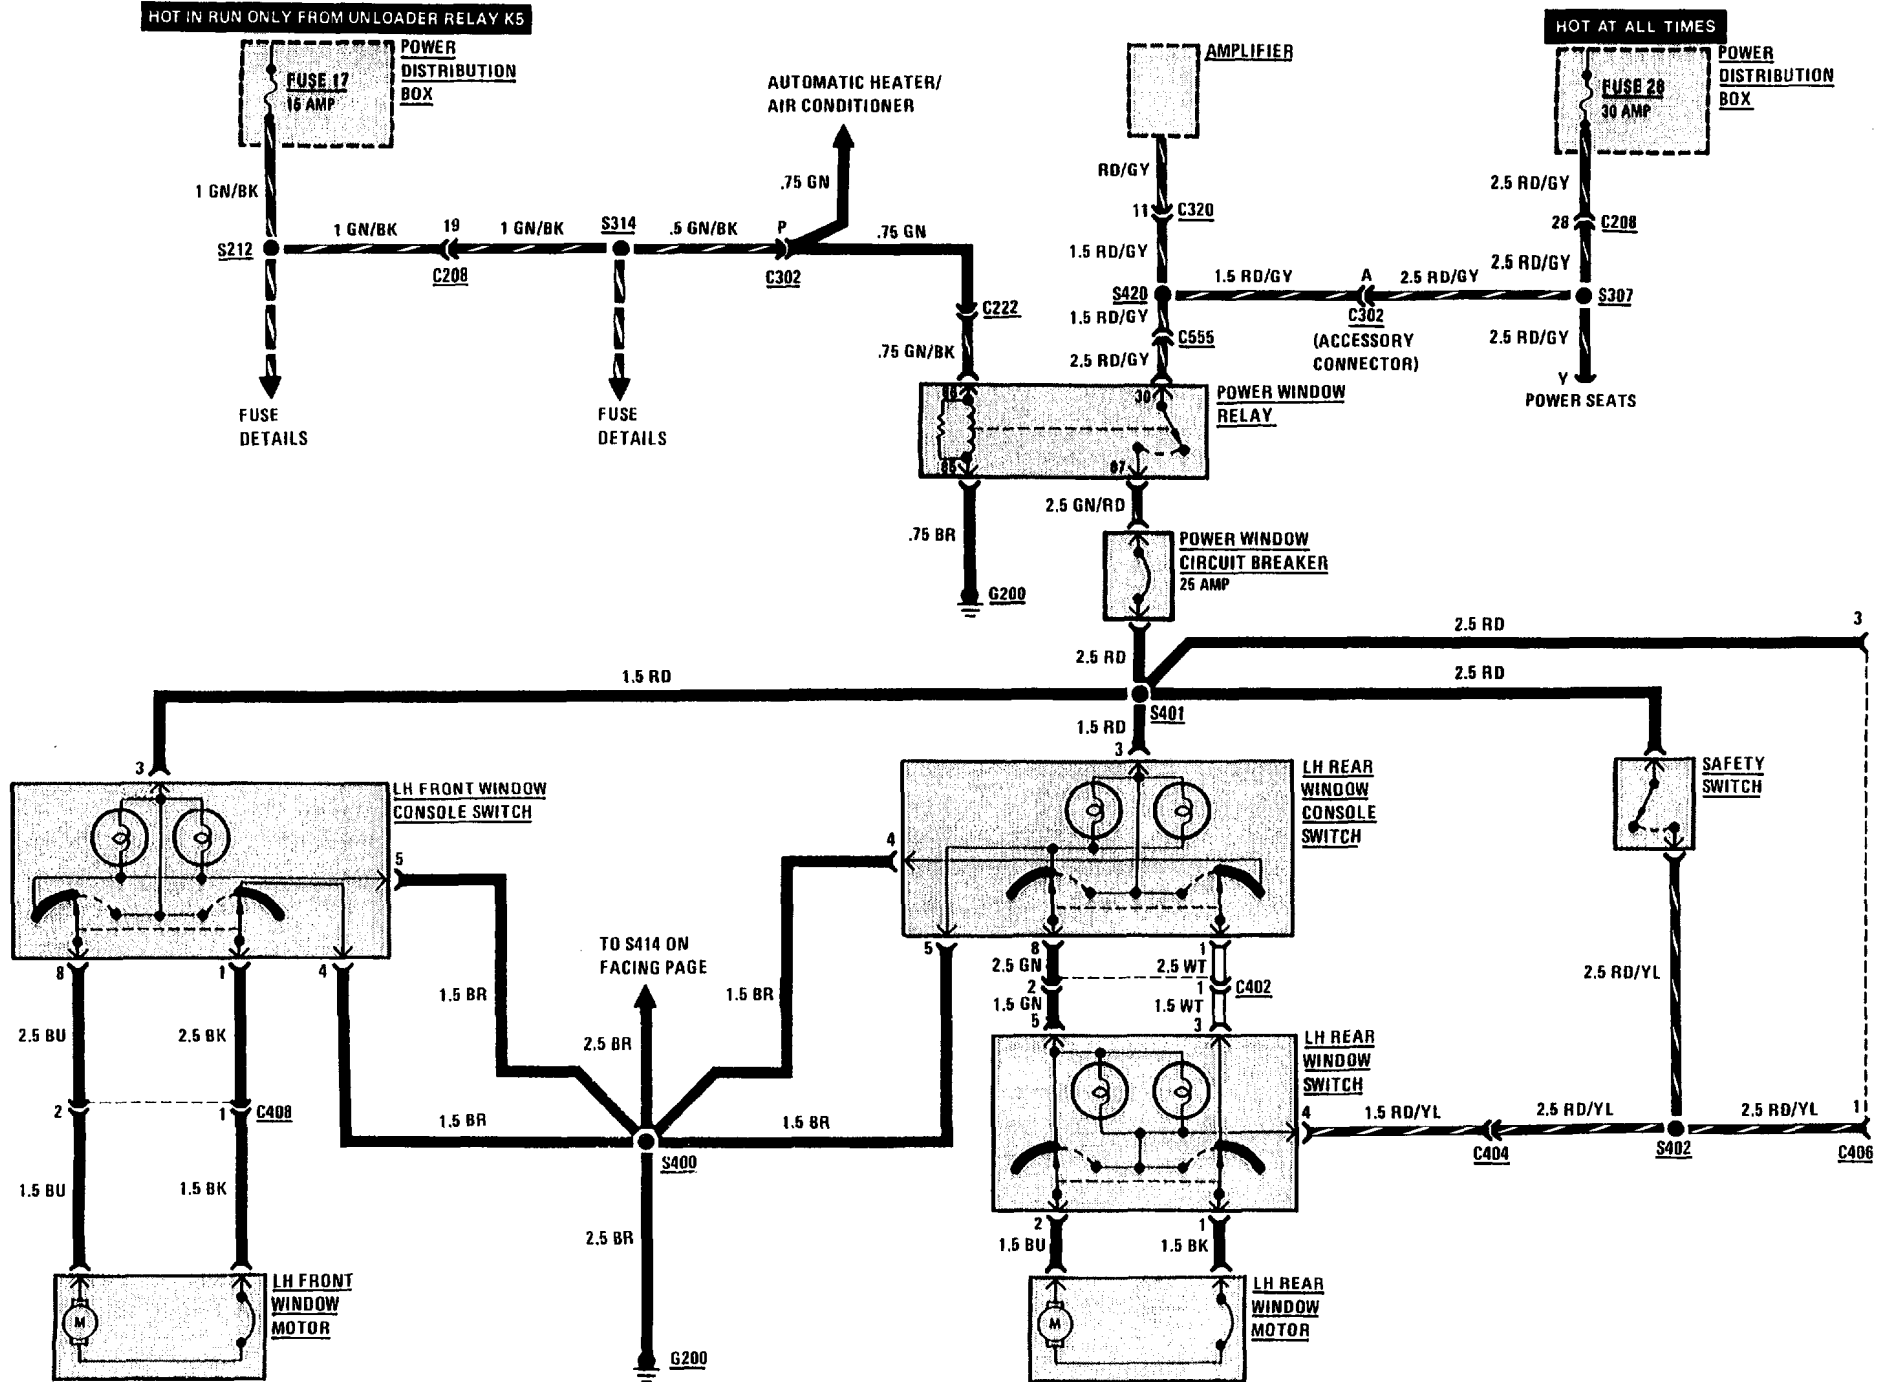 HOT IN RUN ONLY FROM UNLOADER RELAY K5
POWER
DISTRIBUTION
BOX
FUSE 17
15 AMP
1 GN/BK
S212
1 GN/BK
19
C208
1 GN/BK
S314
.5 GN/BK
P
C302
.75 GN
AUTOMATIC HEATER/
AIR CONDITIONER
.75 GN
C222
.75 GN/BK
FUSE
DETAILS
FUSE
DETAILS
AMPLIFIER
RD/GY
11
C320
1.5 RD/GY
S420
1.5 RD/GY
C555
2.5 RD/GY
1.5 RD/GY
A
2.5 RD/GY
C302
(ACCESSORY
CONNECTOR)
HOT AT ALL TIMES
POWER
DISTRIBUTION
BOX
FUSE 28
30 AMP
2.5 RD/GY
28
C208
2.5 RD/GY
S307
2.5 RD/GY
Y
POWER SEATS
86
30
85
87
POWER WINDOW
RELAY
2.5 GN/RD
.75 BR
G200
POWER WINDOW
CIRCUIT BREAKER
25 AMP
2.5 RD
2.5 RD
3
1.5 RD
2.5 RD
S401
1.5 RD
3
3
LH FRONT WINDOW
CONSOLE SWITCH
5
8
1
4
2.5 BU
2.5 BK
2
1
C408
1.5 BU
1.5 BK
LH FRONT
WINDOW
MOTOR
M
1.5 BR
1.5 BR
TO S414 ON
FACING PAGE
2.5 BR
1.5 BR
1.5 BR
S400
2.5 BR
G200
LH REAR
WINDOW
CONSOLE
SWITCH
4
5
8
1
2.5 GN
2.5 WT
2
1
C402
1.5 GN
1.5 WT
5
3
LH REAR
WINDOW
SWITCH
4
2
1
1.5 BU
1.5 BK
LH REAR
WINDOW
MOTOR
M
SAFETY
SWITCH
2.5 RD/YL
1.5 RD/YL
C404
2.5 RD/YL
S402
2.5 RD/YL
1
C406